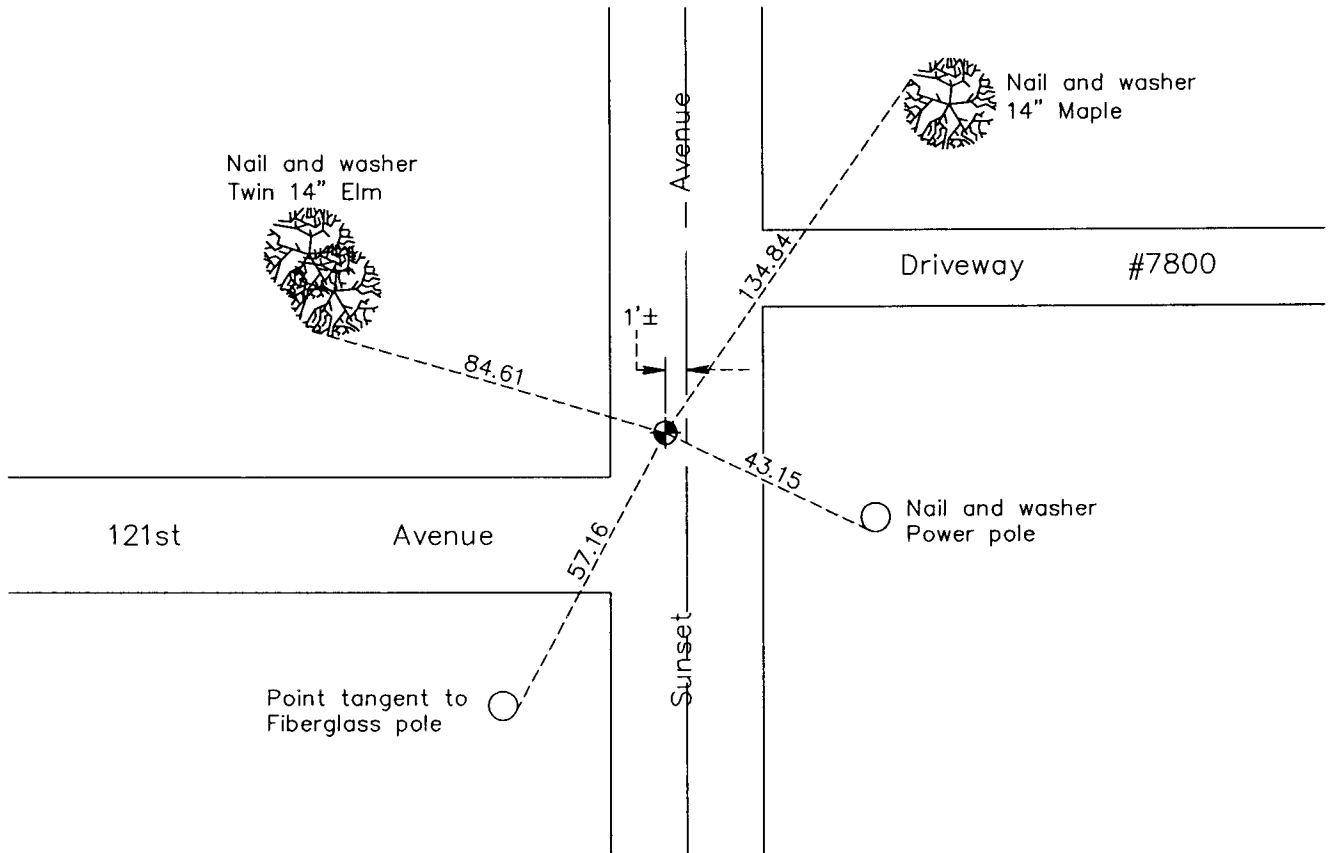 Nail and washer
14" Maple
Avenue
Nail and washer
Twin 14" Elm
134.84
Driveway #7800
1'±
84.61
43.15
Nail and washer
Power pole
121st Avenue
57.16
Sunset
Point tangent to
Fiberglass pole